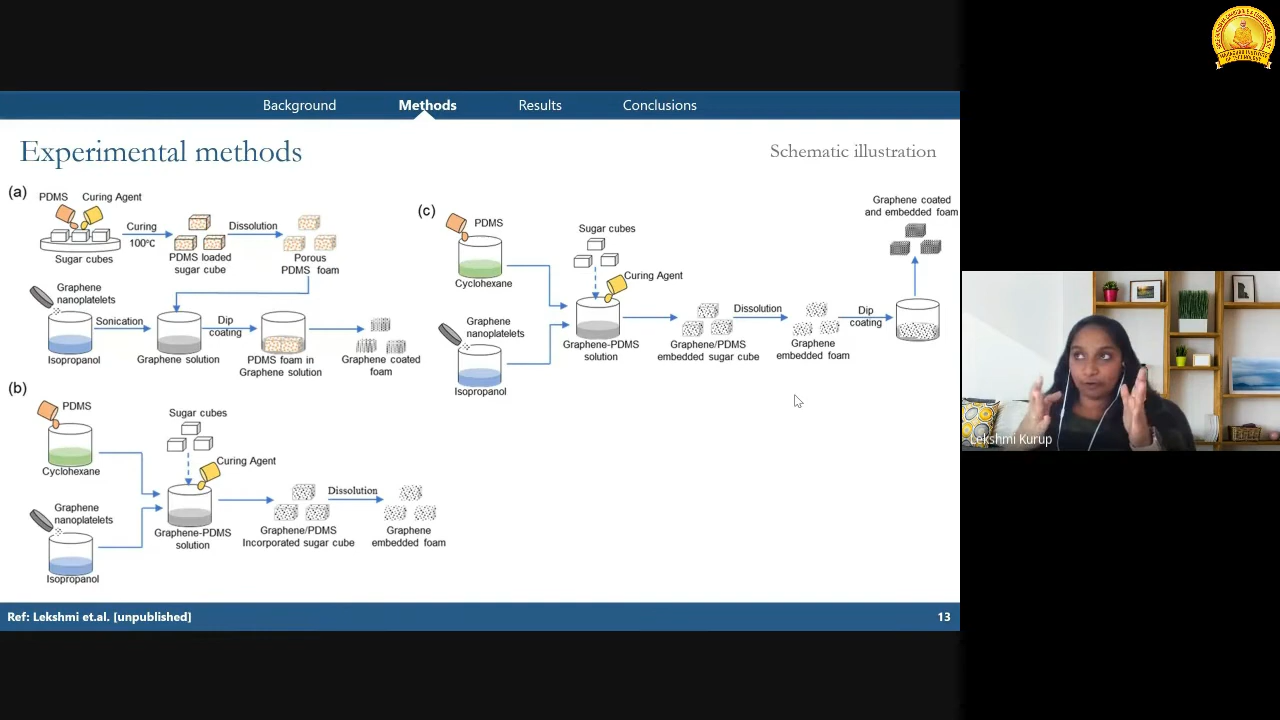 Background
Methods
Results
Conclusions
Experimental methods
Schematic illustration
(a)
PDMS
Curing Agent
Sugar cubes
Curing
100°C
PDMS loaded
sugar cube
Dissolution
Porous
PDMS foam
Graphene
nanoplatelets
Isopropanol
Sonication
Graphene solution
Dip
coating
PDMS foam in
Graphene solution
Graphene coated
foam
(b)
PDMS
Cyclohexane
Graphene
nanoplatelets
Isopropanol
Sugar cubes
Curing Agent
Graphene-PDMS
solution
Graphene/PDMS
Incorporated sugar cube
Dissolution
Graphene
embedded foam
(c)
PDMS
Cyclohexane
Graphene
nanoplatelets
Isopropanol
Sugar cubes
Curing Agent
Graphene-PDMS
solution
Graphene/PDMS
embedded sugar cube
Dissolution
Graphene
embedded foam
Dip
coating
Graphene coated
and embedded foam
Ref: Lekshmi et.al. [unpublished]
13
Lekshmi Kurup